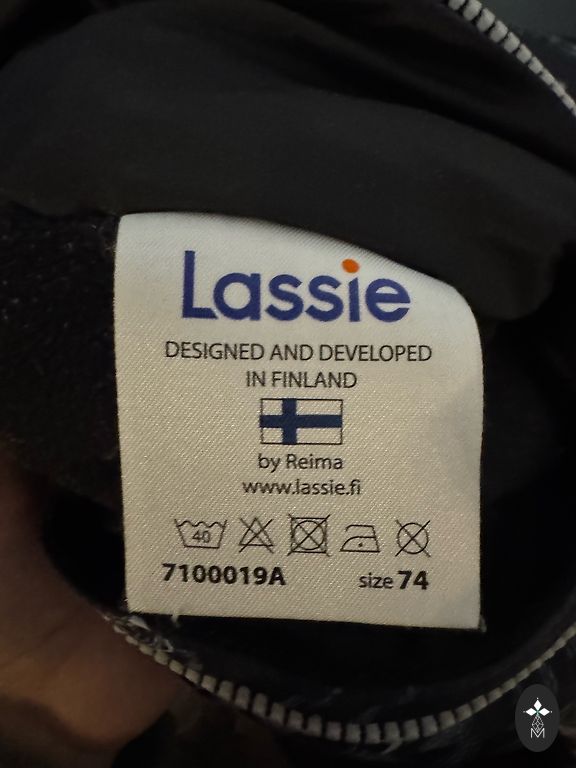 Lassie
DESIGNED AND DEVELOPED
IN FINLAND
by Reima
www.lassie.fi
40
7100019A size 74
M